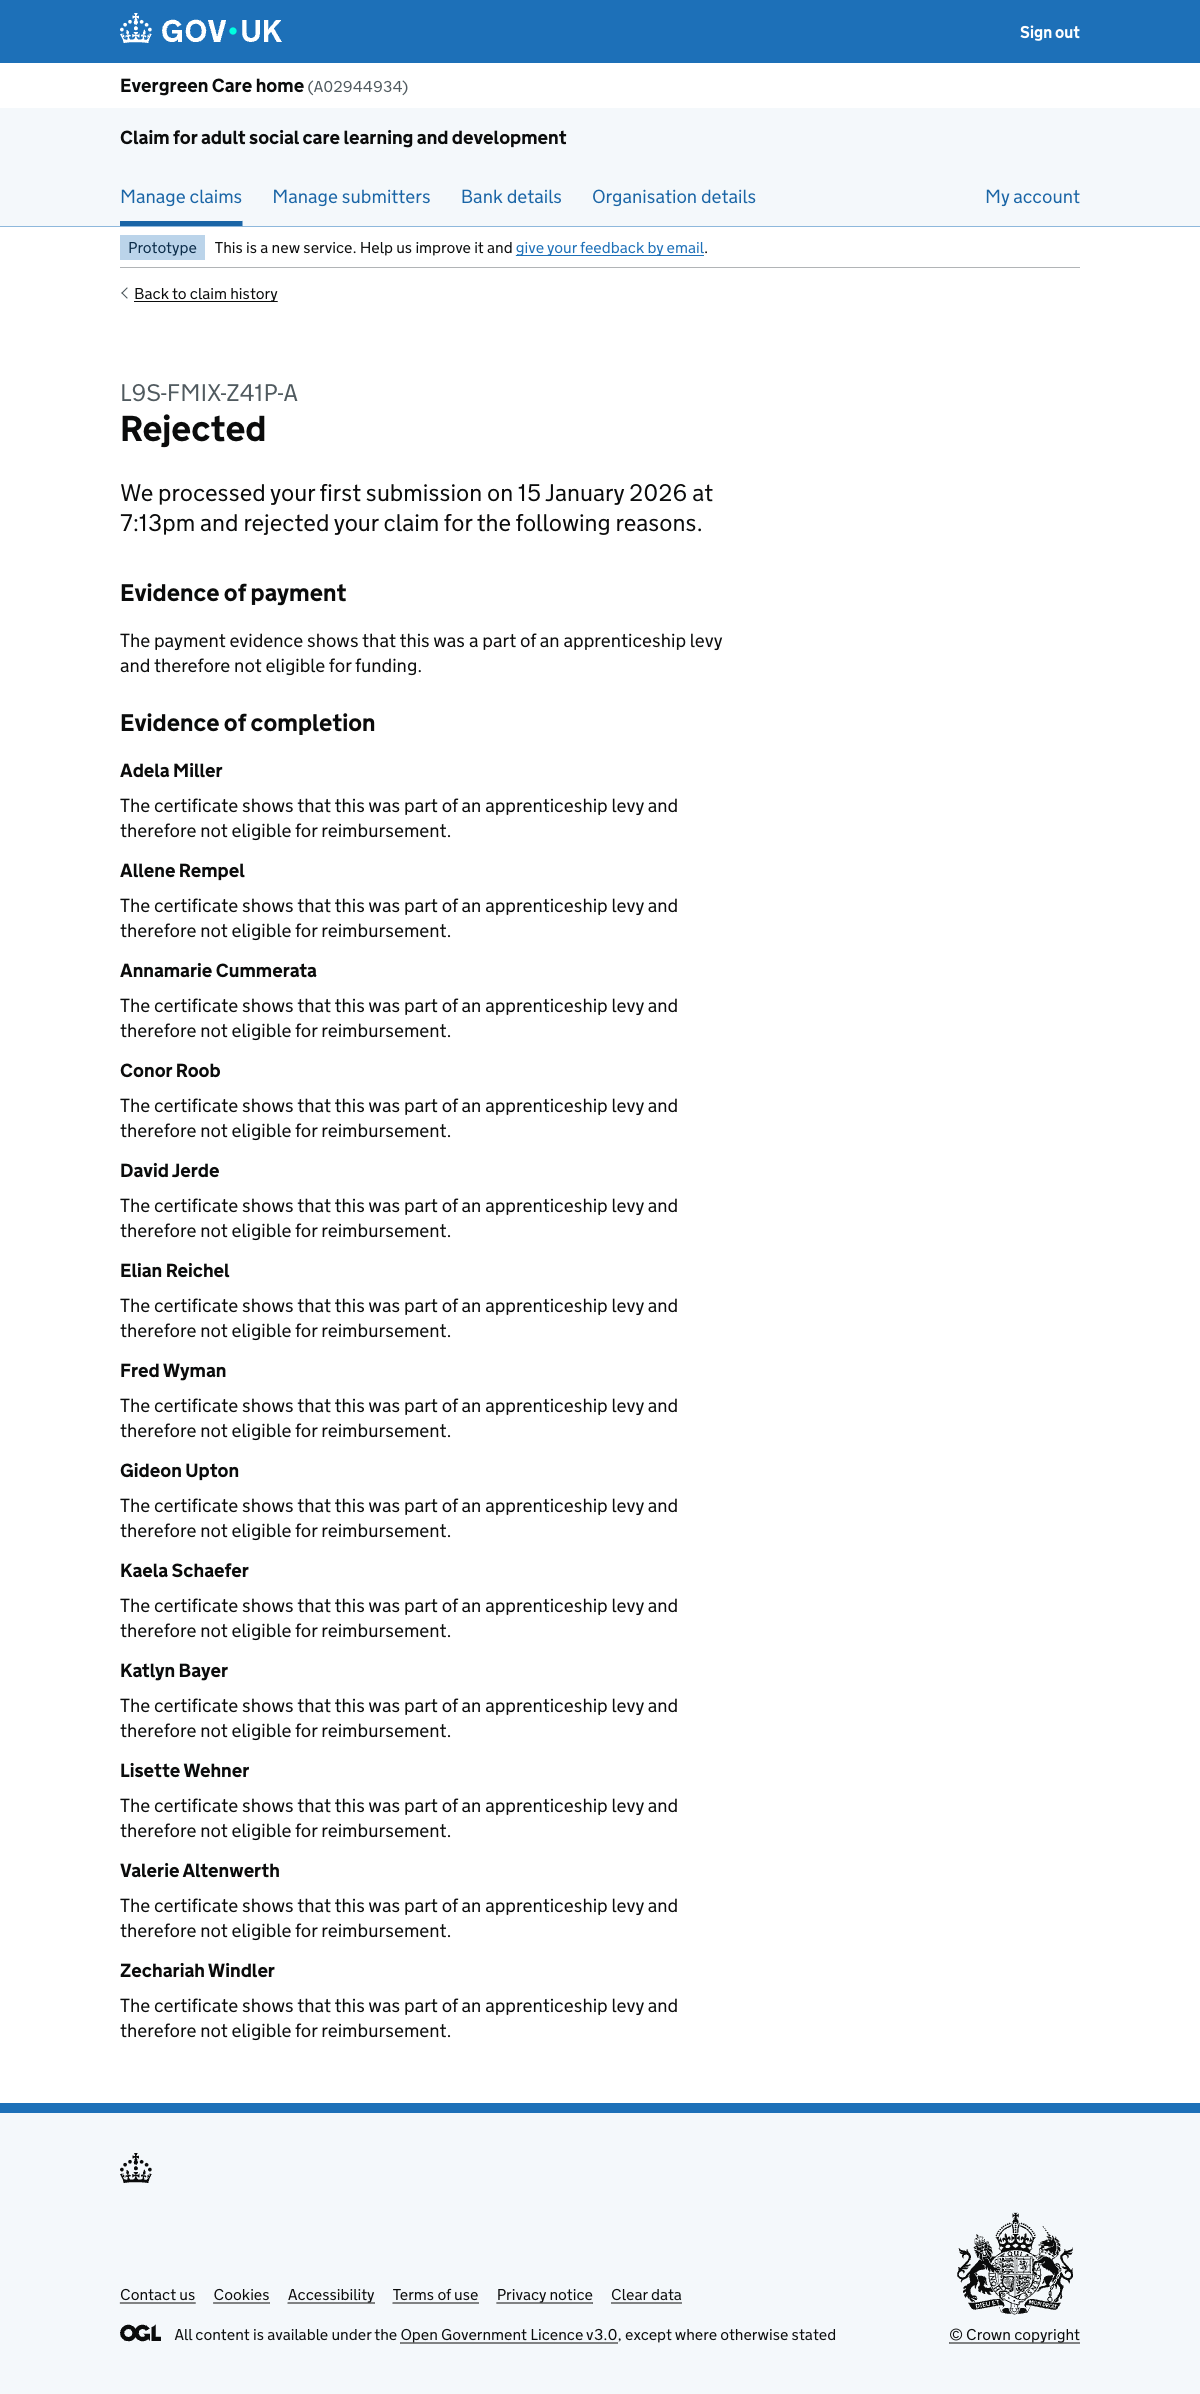 GOV·UK
Sign out
Evergreen Care home (A02944934)
Claim for adult social care learning and development
Manage claims Manage submitters Bank details Organisation details My account
Prototype This is a new service. Help us improve it and give your feedback by email.
Back to claim history
L9S-FMIX-Z41P-A
Rejected
We processed your first submission on 15 January 2026 at
7:13pm and rejected your claim for the following reasons.
Evidence of payment
The payment evidence shows that this was a part of an apprenticeship levy
and therefore not eligible for funding.
Evidence of completion
Adela Miller
The certificate shows that this was part of an apprenticeship levy and
therefore not eligible for reimbursement.
Allene Rempel
The certificate shows that this was part of an apprenticeship levy and
therefore not eligible for reimbursement.
Annamarie Cummerata
The certificate shows that this was part of an apprenticeship levy and
therefore not eligible for reimbursement.
Conor Roob
The certificate shows that this was part of an apprenticeship levy and
therefore not eligible for reimbursement.
David Jerde
The certificate shows that this was part of an apprenticeship levy and
therefore not eligible for reimbursement.
Elian Reichel
The certificate shows that this was part of an apprenticeship levy and
therefore not eligible for reimbursement.
Fred Wyman
The certificate shows that this was part of an apprenticeship levy and
therefore not eligible for reimbursement.
Gideon Upton
The certificate shows that this was part of an apprenticeship levy and
therefore not eligible for reimbursement.
Kaela Schaefer
The certificate shows that this was part of an apprenticeship levy and
therefore not eligible for reimbursement.
Katlyn Bayer
The certificate shows that this was part of an apprenticeship levy and
therefore not eligible for reimbursement.
Lisette Wehner
The certificate shows that this was part of an apprenticeship levy and
therefore not eligible for reimbursement.
Valerie Altenwerth
The certificate shows that this was part of an apprenticeship levy and
therefore not eligible for reimbursement.
Zechariah Windler
The certificate shows that this was part of an apprenticeship levy and
therefore not eligible for reimbursement.
Contact us Cookies Accessibility Terms of use Privacy notice Clear data
OGL All content is available under the Open Government Licence v3.0, except where otherwise stated
© Crown copyright